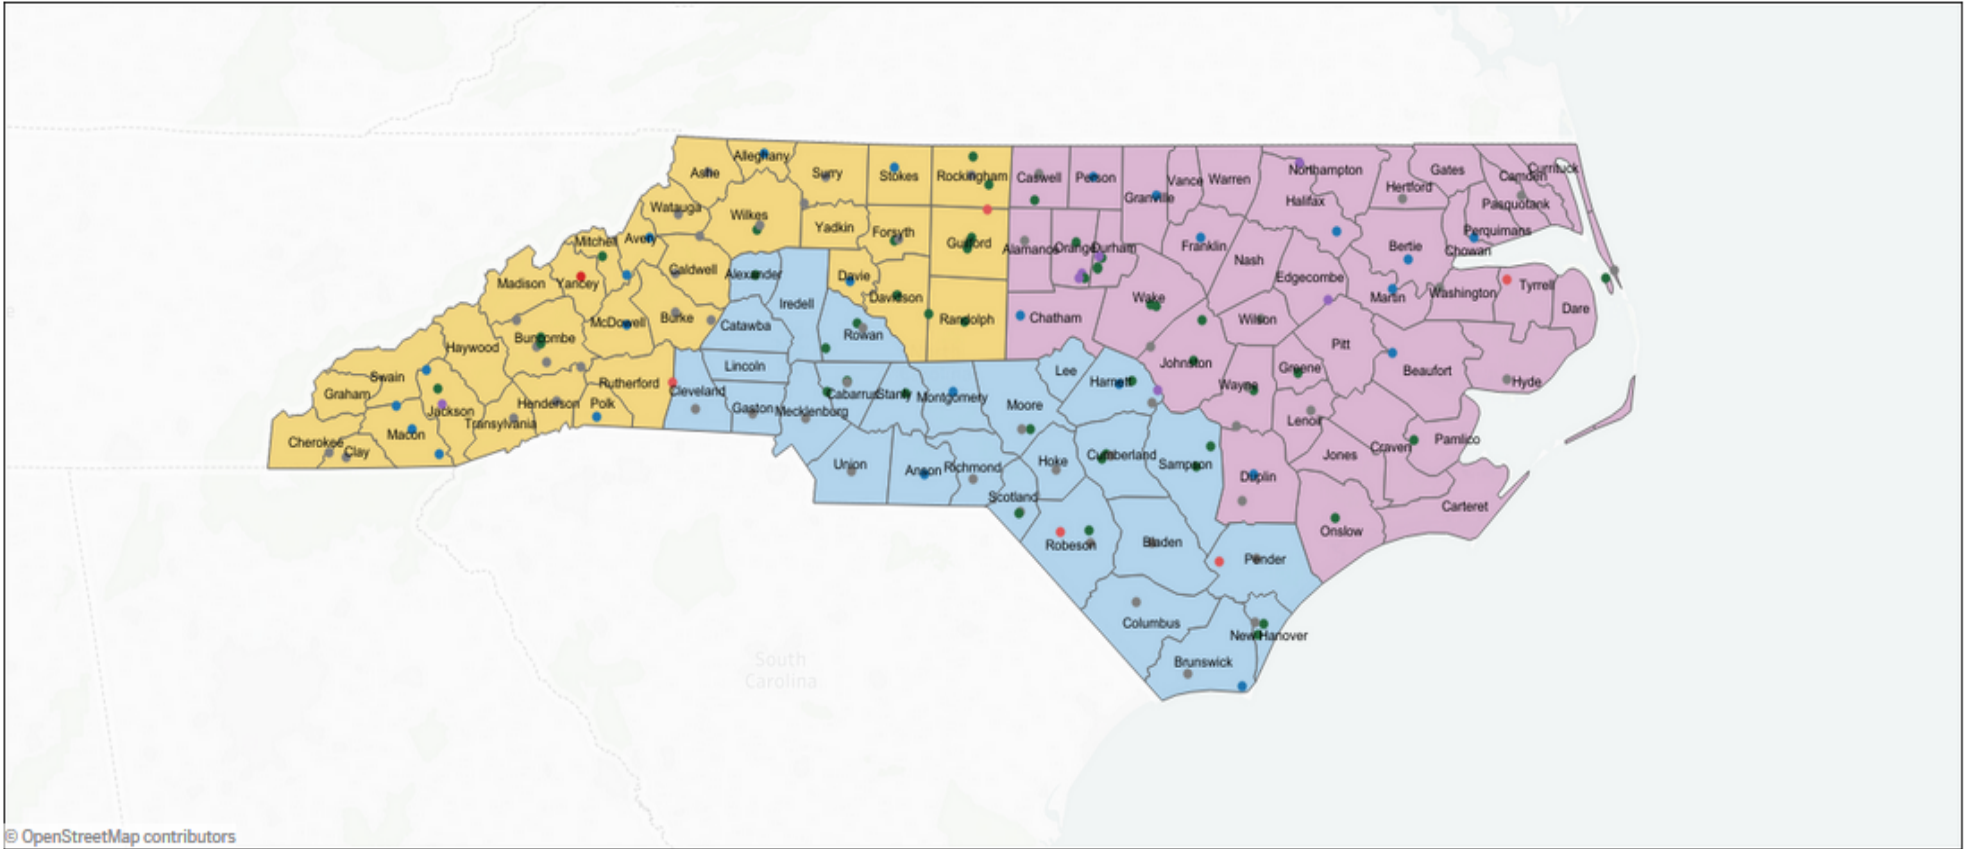 Alleghany
Ashe
Surry
Stokes
Rockingham
Caswell
Person
Granville
Vance
Warren
Northampton
Gates
Camden
Currituck
Hertford
Halifax
Pasquotank
Watauga
Wilkes
Yadkin
Forsyth
Guilford
Alamance
Orange
Durham
Franklin
Nash
Bertie
Chowan
Perquimans
Mitchell
Avery
Caldwell
Alexander
Davie
Madison
Yancey
Iredell
Davidson
Randolph
Chatham
Wake
Edgecombe
Martin
Washington
Tyrrell
Dare
McDowell
Burke
Catawba
Rowan
Wilson
Buncombe
Haywood
Lincoln
Johnston
Pitt
Greene
Beaufort
Hyde
Swain
Graham
Rutherford
Cleveland
Lee
Harnett
Wayne
Jackson
Henderson
Polk
Gaston
Mecklenburg
Cabarrus
Stanly
Montgomery
Moore
Lenoir
Transylvania
Macon
Cherokee
Clay
Union
Anson
Richmond
Hoke
Cumberland
Sampson
Duplin
Jones
Craven
Pamlico
Scotland
Carteret
Onslow
Robeson
Bladen
Pender
Columbus
New Hanover
Brunswick
South
Carolina
© OpenStreetMap contributors